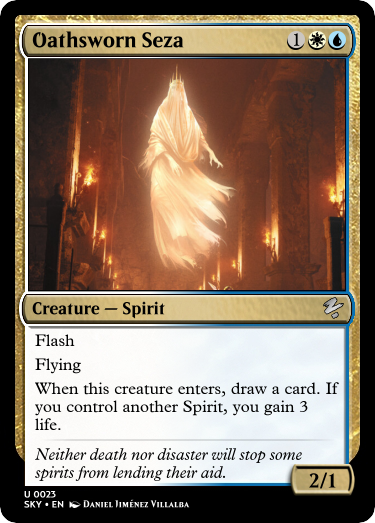 Oathsworn Seza 1
Creature — Spirit
Flash
Flying
When this creature enters, draw a card. If
you control another Spirit, you gain 3
life.
Neither death nor disaster will stop some
spirits from lending their aid.
2/1
U 0023
SKY • EN Daniel Jiménez Villalba